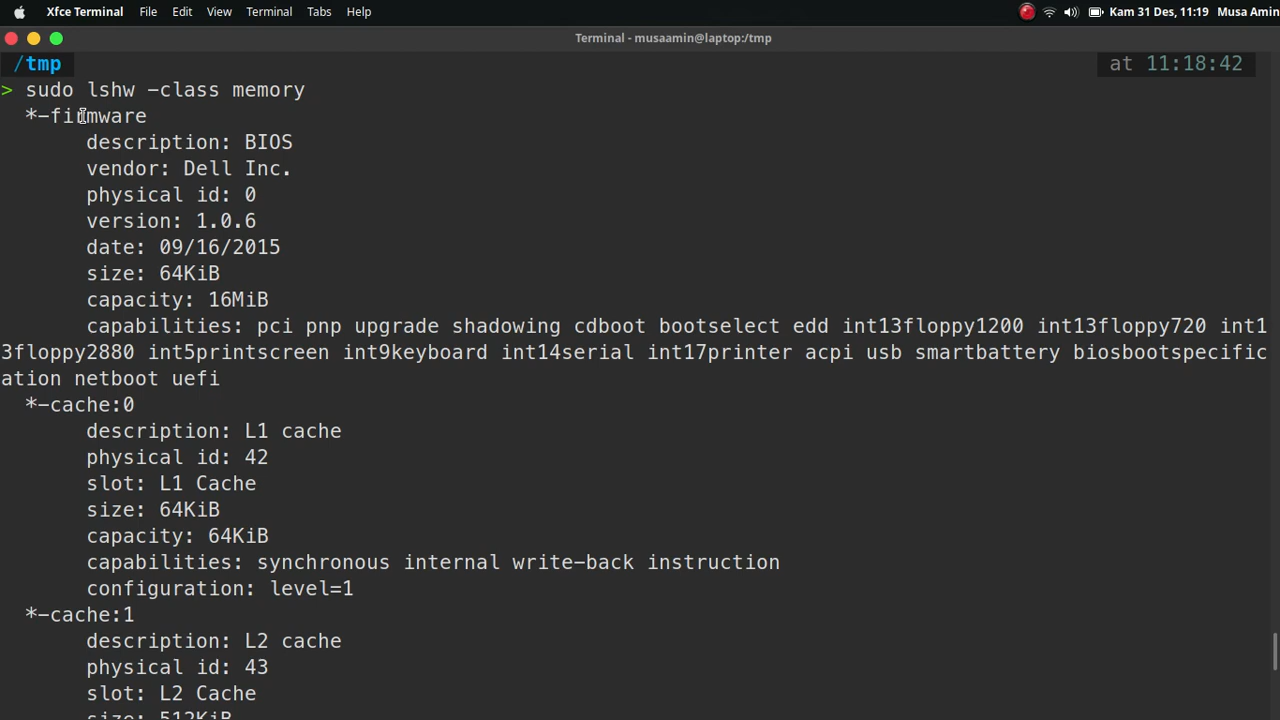 Xfce Terminal File Edit View Terminal Tabs Help Kam 31 Des, 11:19 Musa Amin
Terminal - musaamin@laptop:/tmp
/tmp at 11:18:42
> sudo lshw -class memory
*-firmware
description: BIOS
vendor: Dell Inc.
physical id: 0
version: 1.0.6
date: 09/16/2015
size: 64KiB
capacity: 16MiB
capabilities: pci pnp upgrade shadowing cdboot bootselect edd int13floppy1200 int13floppy720 int1
3floppy2880 int5printscreen int9keyboard int14serial int17printer acpi usb smartbattery biosbootspecific
ation netboot uefi
*-cache:0
description: L1 cache
physical id: 42
slot: L1 Cache
size: 64KiB
capacity: 64KiB
capabilities: synchronous internal write-back instruction
configuration: level=1
*-cache:1
description: L2 cache
physical id: 43
slot: L2 Cache
size: 512KiB